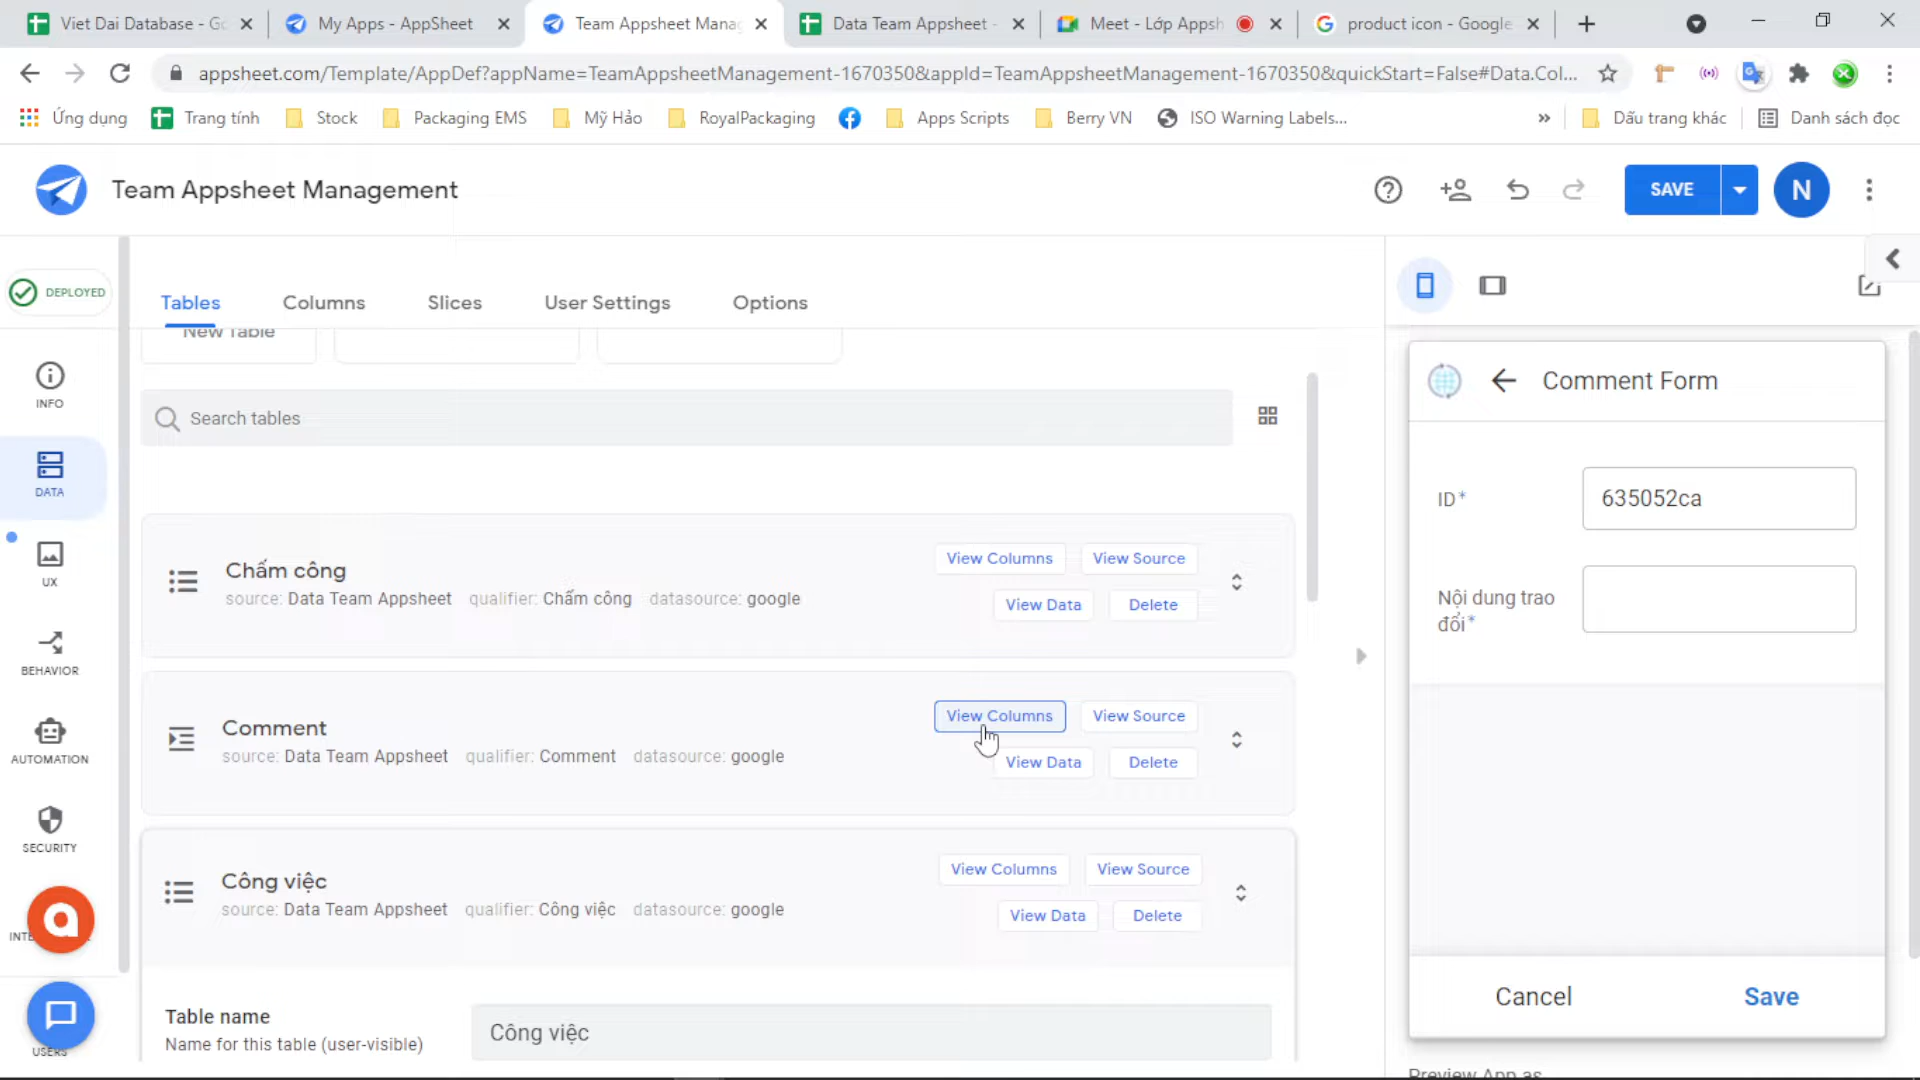 Viet Dai Database - Go
My Apps - AppSheet
Team Appsheet Manag
Data Team Appsheet -
Meet - Lớp Appsh
product icon - Google
appsheet.com/Template/AppDef?appName=TeamAppsheetManagement-1670350&appId=TeamAppsheetManagement-1670350&quickStart=False#Data.Col...
Ứng dụng
Trang tính
Stock
Packaging EMS
Mỹ Hảo
RoyalPackaging
Apps Scripts
Berry VN
ISO Warning Labels...
»
Dấu trang khác
Danh sách đọc
Team Appsheet Management
SAVE
N
DEPLOYED
Tables
Columns
Slices
User Settings
Options
New Table
INFO
Search tables
DATA
Chấm công
source: Data Team Appsheet qualifier: Chấm công datasource: google
View Columns
View Source
View Data
Delete
UX
BEHAVIOR
Comment
source: Data Team Appsheet qualifier: Comment datasource: google
View Columns
View Source
View Data
Delete
AUTOMATION
SECURITY
Công việc
source: Data Team Appsheet qualifier: Công việc datasource: google
View Columns
View Source
View Data
Delete
Table name
Name for this table (user-visible)
Công việc
USERS
Comment Form
ID*
635052ca
Nội dung trao
đổi*
Cancel
Save
Preview App as